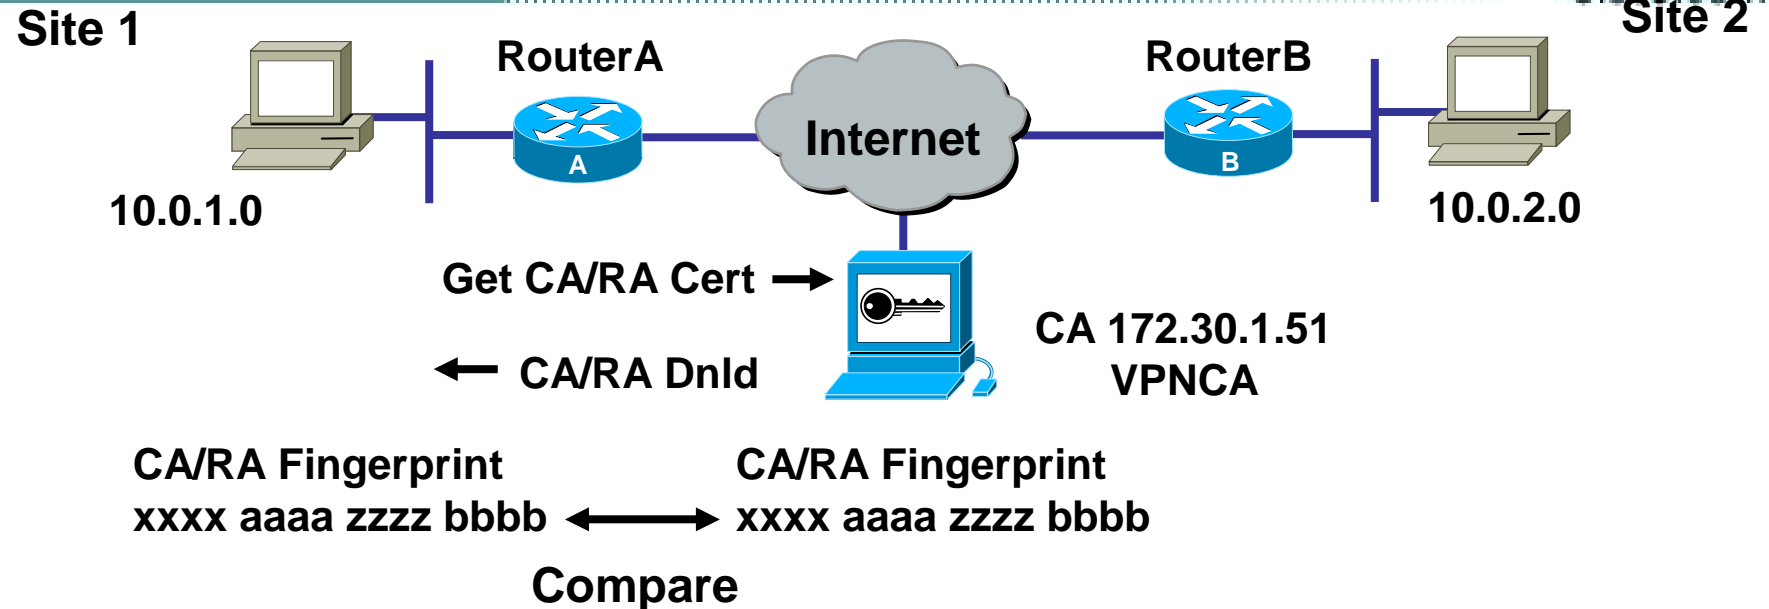 Site 1
Site 2
RouterA
RouterB
Internet
A
B
10.0.1.0
10.0.2.0
Get CA/RA Cert
CA 172.30.1.51
VPNCA
CA/RA Dnld
CA/RA Fingerprint
xxxx aaaa zzzz bbbb
CA/RA Fingerprint
xxxx aaaa zzzz bbbb
Compare